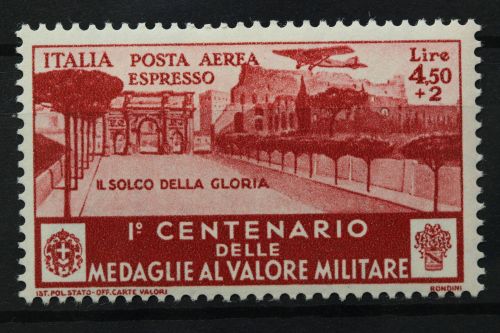 ITALIA POSTA AEREA
ESPRESSO
Lire
4,50
+2
IL SOLCO DELLA GLORIA
I° CENTENARIO
DELLE
MEDAGLIE AL VALORE MILITARE
IST. POL. STATO-OFF. CARTE VALORI
RONDINI